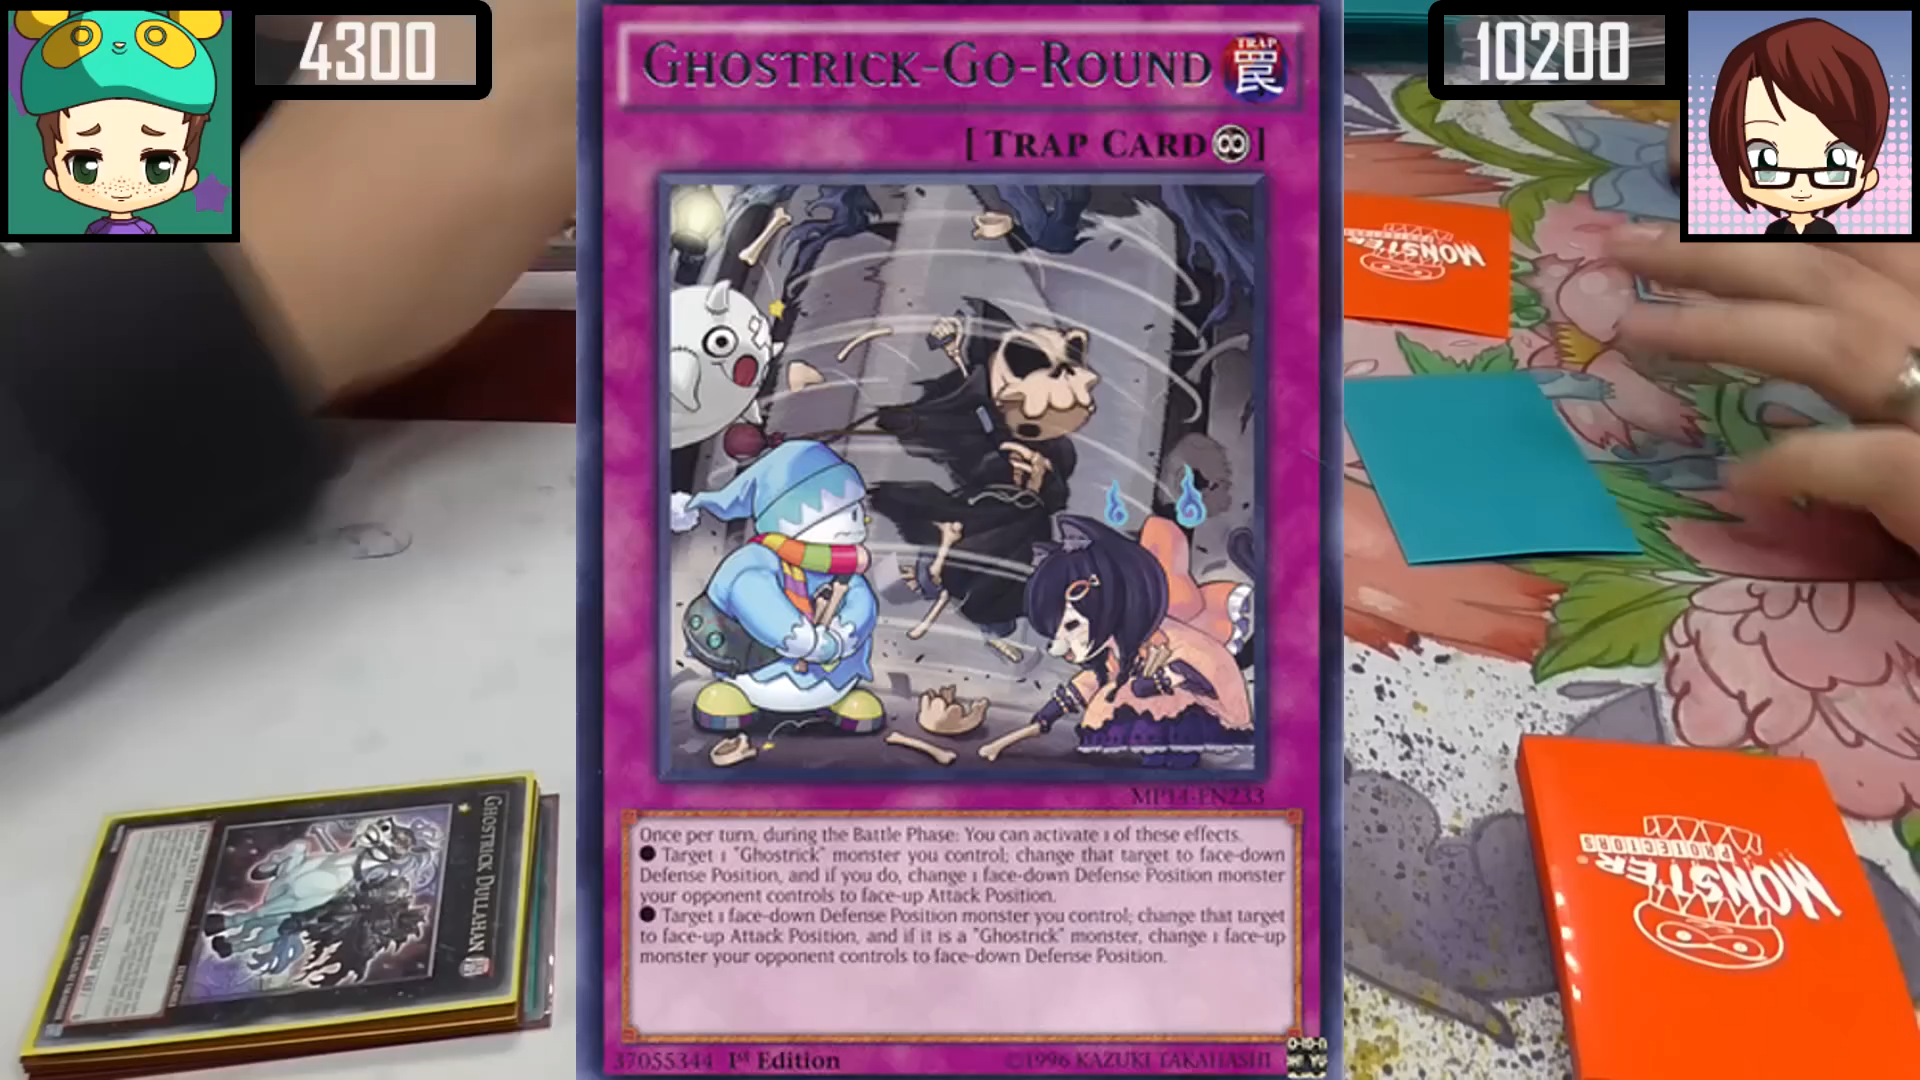 4300
10200
GHOSTRICK-GO-ROUND
TRAP
罠
[ TRAP CARD ]
MP14-EN233
Once per turn, during the Battle Phase: You can activate 1 of these effects.
● Target 1 "Ghostrick" monster you control; change that target to face-down
Defense Position, and if you do, change 1 face-down Defense Position monster
your opponent controls to face-up Attack Position.
● Target 1 face-down Defense Position monster you control; change that target
to face-up Attack Position, and if it is a "Ghostrick" monster, change 1 face-up
monster your opponent controls to face-down Defense Position.
37055344 1st Edition ©1996 KAZUKI TAKAHASHI
GHOSTRICK DULLAHAN
MONSTER
MONSTER
PROTECTORS